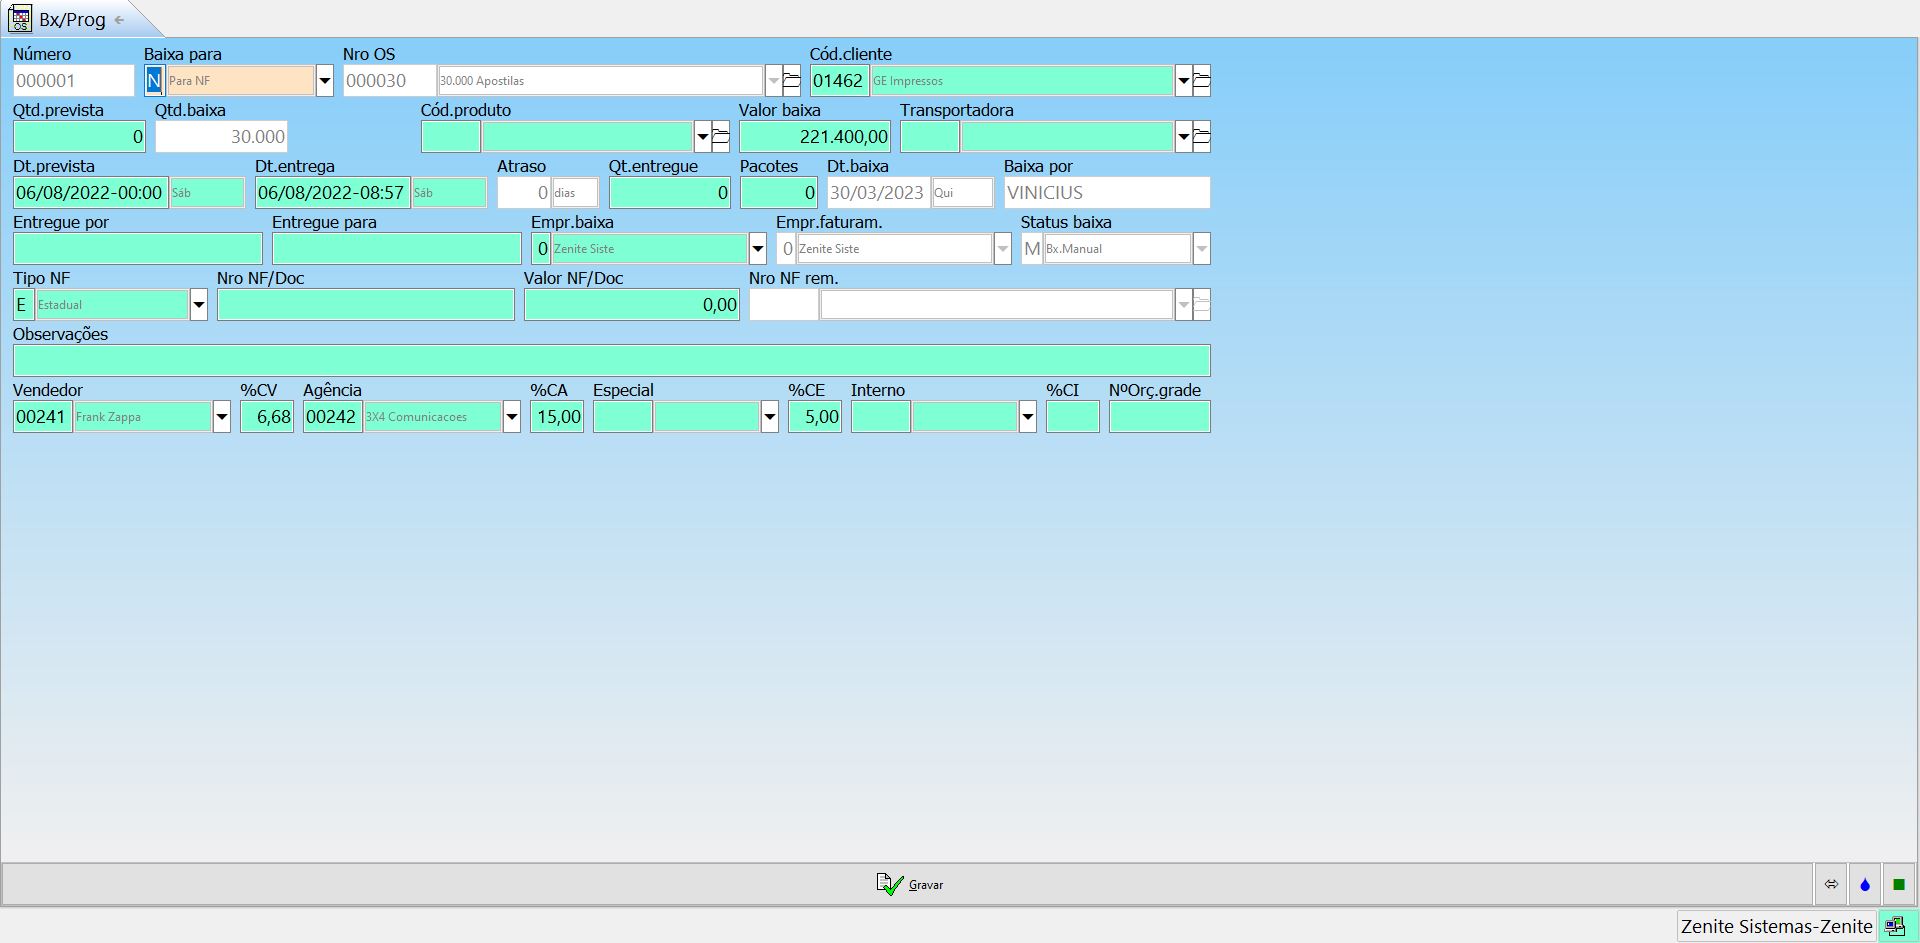 Bx/Prog
Número Baixa para Nro OS Cód.cliente
000001 N Para NF 000030 30.000 Apostilas 01462 GE Impressos
Qtd.prevista Qtd.baixa Cód.produto Valor baixa Transportadora
0 30.000 221.400,00
Dt.prevista Dt.entrega Atraso Qt.entregue Pacotes Dt.baixa Baixa por
06/08/2022-00:00 Sáb 06/08/2022-08:57 Sáb 0 dias 0 0 30/03/2023 Qui VINICIUS
Entregue por Entregue para Empr.baixa Empr.faturam. Status baixa
0 Zenite Siste 0 Zenite Siste M Bx.Manual
Tipo NF Nro NF/Doc Valor NF/Doc Nro NF rem.
E Estadual 0,00
Observações
Vendedor %CV Agência %CA Especial %CE Interno %CI NºOrç.grade
00241 Frank Zappa 6,68 00242 3X4 Comunicacoes 15,00 5,00
Gravar
Zenite Sistemas-Zenite